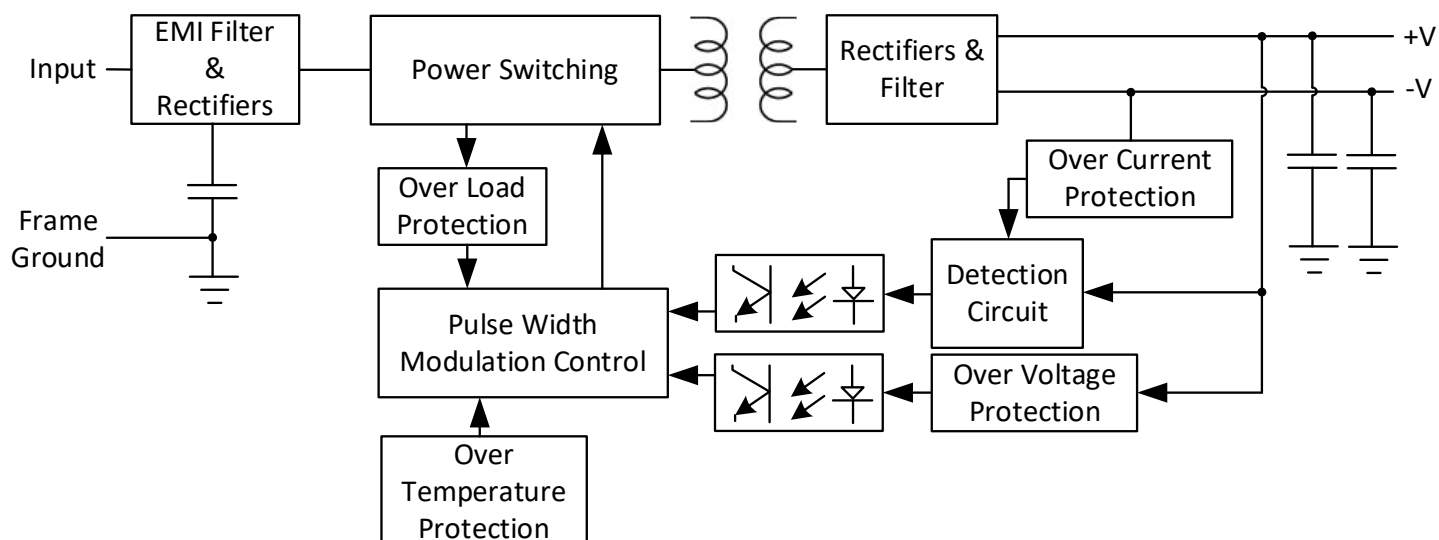 EMI Filter
&
Rectifiers
Input
Power Switching
Rectifiers &
Filter
+V
-V
Over Current
Protection
Over Load
Protection
Frame
Ground
Detection
Circuit
Pulse Width
Modulation Control
Over Voltage
Protection
Over
Temperature
Protection